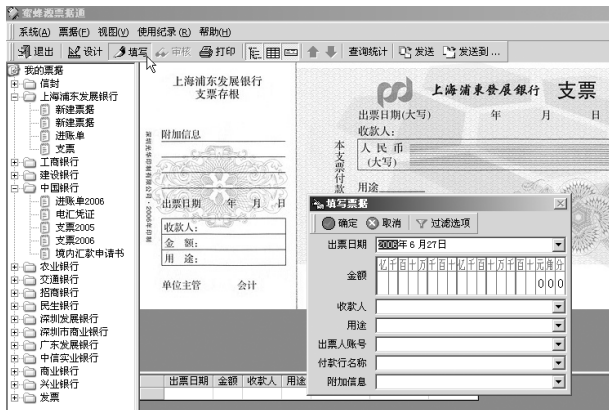 蜜蜂源票据通
系统(A) 票据(F) 视图(V) 使用纪录(R) 帮助(H)
退出 设计 填写 审核 打印 查询统计 发送 发送到...
我的票据
信封
上海浦东发展银行
新建票据
新建票据
进账单
支票
工商银行
建设银行
中国银行
进账单2006
电汇凭证
支票2005
支票2006
境内汇款申请书
农业银行
交通银行
招商银行
民生银行
深圳发展银行
深圳市商业银行
广东发展银行
中信实业银行
商业银行
兴业银行
发票
上海浦东发展银行
支票存根
附加信息
出票日期 年 月 日
收款人:
金 额:
用 途:
单位主管 会计
上海浦东发展银行 支票
出票日期(大写) 年 月 日
收款人:
人 民 币
(大写)
本支票付款
用途
填写票据
确定 取消 过滤选项
出票日期 2006年 6 月27日
金额 亿千百十万千百十亿千百十万千百十元角分
0 0 0
收款人
用途
出票人账号
付款行名称
附加信息
出票日期 金额 收款人 用途